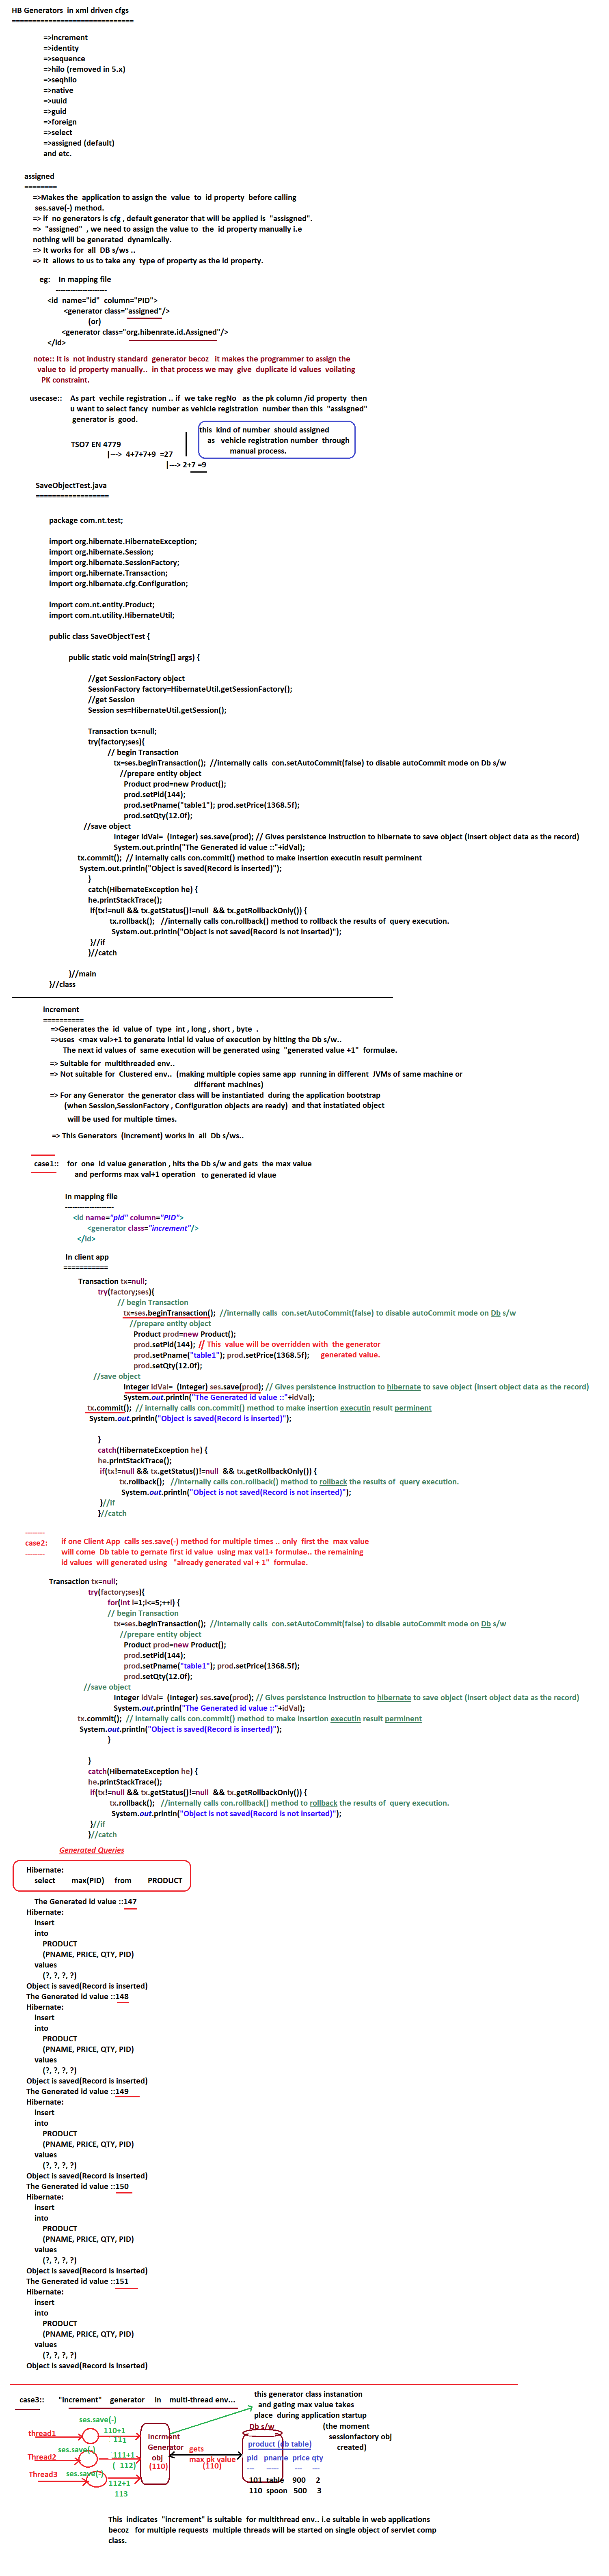 HB Generators in xml driven cfgs
==============================
=>increment
=>identity
=>sequence
=>hilo (removed in 5.x)
=>seqhilo
=>native
=>uuid
=>guid
=>foreign
=>select
=>assigned (default)
and etc.
assigned
========
=>Makes the application to assign the value to id property before calling
ses.save(-) method.
=> if no generators is cfg , default generator that will be applied is "assigned".
=> "assigned" , we need to assign the value to the id property manually i.e
nothing will be generated dynamically.
=> It works for all DB s/ws ..
=> It allows to us to take any type of property as the id property.
eg: In mapping file
---------------------
<id name="id" column="PID">
<generator class="assigned"/>
(or)
<generator class="org.hibenrate.id.Assigned"/>
</id>
note:: It is not industry standard generator becoz it makes the programmer to assign the
value to id property manually.. in that process we may give duplicate id values voilating
PK constraint.
usecase:: As part vechile registration .. if we take regNo as the pk column /id property then
u want to select fancy number as vehicle registration number then this "assisgned"
generator is good.
this kind of number should assigned
as vehicle registration number through
manual process.
TSO7 EN 4779
|---> 4+7+7+9 =27
|---> 2+7 =9
SaveObjectTest.java
==================
package com.nt.test;
import org.hibernate.HibernateException;
import org.hibernate.Session;
import org.hibernate.SessionFactory;
import org.hibernate.Transaction;
import org.hibernate.cfg.Configuration;
import com.nt.entity.Product;
import com.nt.utility.HibernateUtil;
public class SaveObjectTest {
public static void main(String[] args) {
//get SessionFactory object
SessionFactory factory=HibernateUtil.getSessionFactory();
//get Session
Session ses=HibernateUtil.getSession();
Transaction tx=null;
try(factory;ses){
// begin Transaction
tx=ses.beginTransaction(); //internally calls con.setAutoCommit(false) to disable autoCommit mode on Db s/w
//prepare entity object
Product prod=new Product();
prod.setPid(144);
prod.setPname("table1"); prod.setPrice(1368.5f);
prod.setQty(12.0f);
//save object
Integer idVal= (Integer) ses.save(prod); // Gives persistence instruction to hibernate to save object (insert object data as the record)
System.out.println("The Generated id value ::"+idVal);
tx.commit(); // internally calls con.commit() method to make insertion executin result perminent
System.out.println("Object is saved(Record is inserted)");
}
catch(HibernateException he) {
he.printStackTrace();
if(tx!=null && tx.getStatus()!=null && tx.getRollbackOnly()) {
tx.rollback(); //internally calls con.rollback() method to rollback the results of query execution.
System.out.println("Object is not saved(Record is not inserted)");
}//if
}//catch
}//main
}//class
increment
==========
=>Generates the id value of type int , long , short , byte .
=>uses <max val>+1 to generate intial id value of execution by hitting the Db s/w..
The next id values of same execution will be generated using "generated value +1" formulae.
=> Suitable for multithreaded env..
=> Not suitable for Clustered env.. (making multiple copies same app running in different JVMs of same machine or
different machines)
=> For any Generator the generator class will be instantiated during the application bootstrap
(when Session,SessionFactory , Configuration objects are ready) and that instatiated object
will be used for multiple times.
=> This Generators (increment) works in all Db s/ws..
case1:: for one id value generation , hits the Db s/w and gets the max value
and performs max val+1 operation to generated id vlaue
In mapping file
--------------------
<id name="pid" column="PID">
<generator class="increment"/>
</id>
In client app
===========
Transaction tx=null;
try(factory;ses){
// begin Transaction
tx=ses.beginTransaction(); //internally calls con.setAutoCommit(false) to disable autoCommit mode on Db s/w
//prepare entity object
Product prod=new Product();
prod.setPid(144); // This value will be overridden with the generator
prod.setPname("table1"); prod.setPrice(1368.5f); generated value.
prod.setQty(12.0f);
//save object
Integer idVal= (Integer) ses.save(prod); // Gives persistence instruction to hibernate to save object (insert object data as the record)
System.out.println("The Generated id value ::"+idVal);
tx.commit(); // internally calls con.commit() method to make insertion executin result perminent
System.out.println("Object is saved(Record is inserted)");
}
catch(HibernateException he) {
he.printStackTrace();
if(tx!=null && tx.getStatus()!=null && tx.getRollbackOnly()) {
tx.rollback(); //internally calls con.rollback() method to rollback the results of query execution.
System.out.println("Object is not saved(Record is not inserted)");
}//if
}//catch
--------
case2: if one Client App calls ses.save(-) method for multiple times .. only first the max value
-------- will come Db table to gernate first id value using max val1+ formulae.. the remaining
id values will generated using "already generated val + 1" formulae.
Transaction tx=null;
try(factory;ses){
for(int i=1;i<=5;++i) {
// begin Transaction
tx=ses.beginTransaction(); //internally calls con.setAutoCommit(false) to disable autoCommit mode on Db s/w
//prepare entity object
Product prod=new Product();
prod.setPid(144);
prod.setPname("table1"); prod.setPrice(1368.5f);
prod.setQty(12.0f);
//save object
Integer idVal= (Integer) ses.save(prod); // Gives persistence instruction to hibernate to save object (insert object data as the record)
System.out.println("The Generated id value ::"+idVal);
tx.commit(); // internally calls con.commit() method to make insertion executin result perminent
System.out.println("Object is saved(Record is inserted)");
}
}
catch(HibernateException he) {
he.printStackTrace();
if(tx!=null && tx.getStatus()!=null && tx.getRollbackOnly()) {
tx.rollback(); //internally calls con.rollback() method to rollback the results of query execution.
System.out.println("Object is not saved(Record is not inserted)");
}//if
}//catch
Generated Queries
Hibernate:
select max(PID) from PRODUCT
The Generated id value ::147
Hibernate:
insert
into
PRODUCT
(PNAME, PRICE, QTY, PID)
values
(?, ?, ?, ?)
Object is saved(Record is inserted)
The Generated id value ::148
Hibernate:
insert
into
PRODUCT
(PNAME, PRICE, QTY, PID)
values
(?, ?, ?, ?)
Object is saved(Record is inserted)
The Generated id value ::149
Hibernate:
insert
into
PRODUCT
(PNAME, PRICE, QTY, PID)
values
(?, ?, ?, ?)
Object is saved(Record is inserted)
The Generated id value ::150
Hibernate:
insert
into
PRODUCT
(PNAME, PRICE, QTY, PID)
values
(?, ?, ?, ?)
Object is saved(Record is inserted)
The Generated id value ::151
Hibernate:
insert
into
PRODUCT
(PNAME, PRICE, QTY, PID)
values
(?, ?, ?, ?)
Object is saved(Record is inserted)
case3:: "increment" generator in multi-thread env...
this generator class instanation
and geting max value takes
place during application startup
(the moment
sessionfactory obj
created)
ses.save(-)
thread1
110+1
111
ses.save(-)
Thread2
111+1
( 112)
Thread3
ses.save(-)
112+1
113
Incrment
Generator
obj
(110)
gets
max pk value
(110)
Db s/w
product (db table)
pid pname price qty
--- ----- --- ---
101 table 900 2
110 spoon 500 3
This indicates "increment" is suitable for multithread env.. i.e suitable in web applications
becoz for multiple requests multiple threads will be started on single object of servlet comp
class.